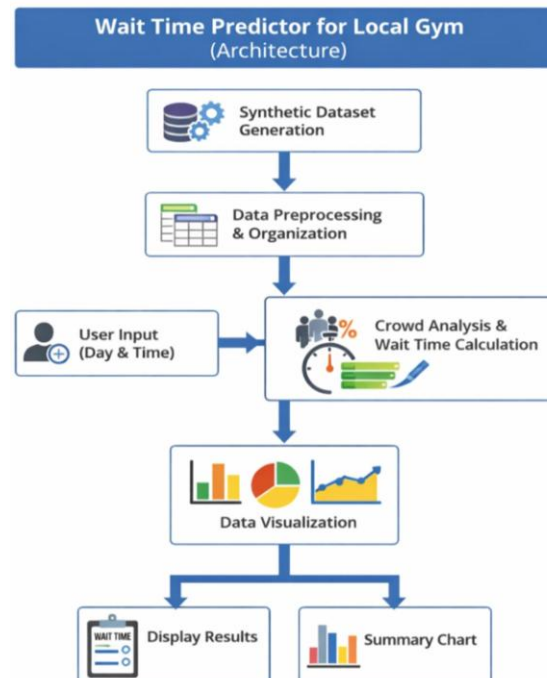 Wait Time Predictor for Local Gym
(Architecture)
Synthetic Dataset
Generation
Data Preprocessing
& Organization
User Input
(Day & Time)
%
Crowd Analysis &
Wait Time Calculation
Data Visualization
WAIT TIME
Display Results
Summary Chart